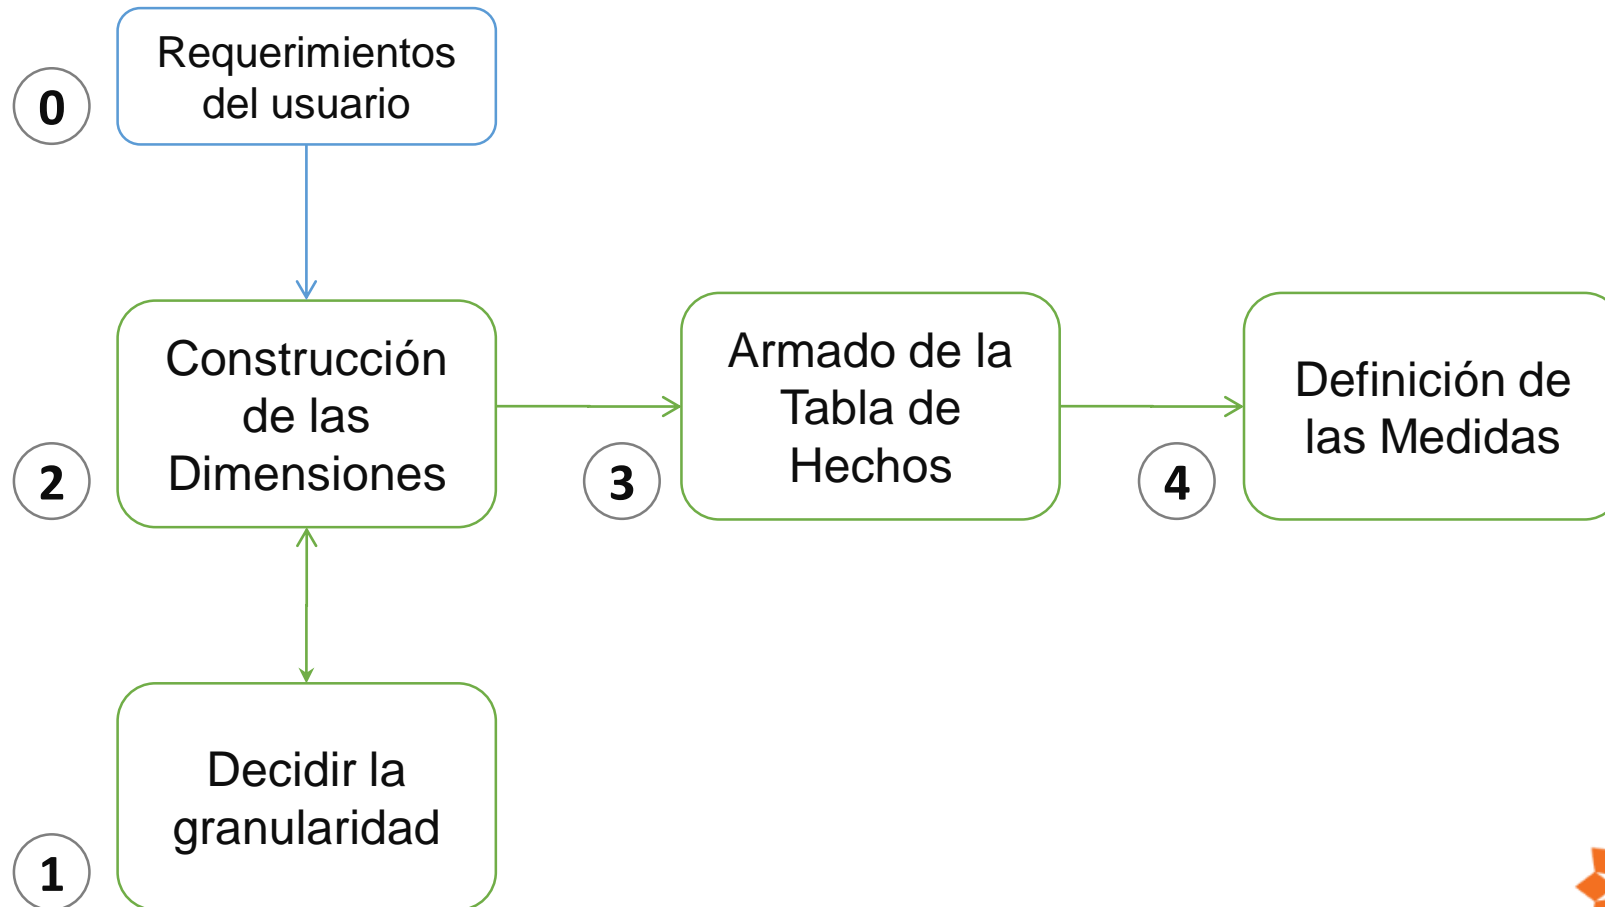 Requerimientos
del usuario
0
Construcción
de las
Dimensiones
2
Armado de la
Tabla de
Hechos
3
Definición de
las Medidas
4
Decidir la
granularidad
1